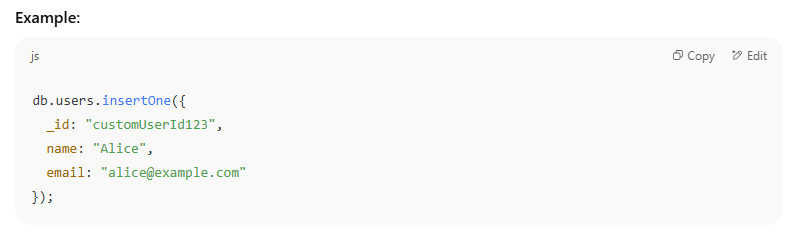 Example:
js Copy Edit
db.users.insertOne({
  _id: "customUserId123",
  name: "Alice",
  email: "alice@example.com"
});